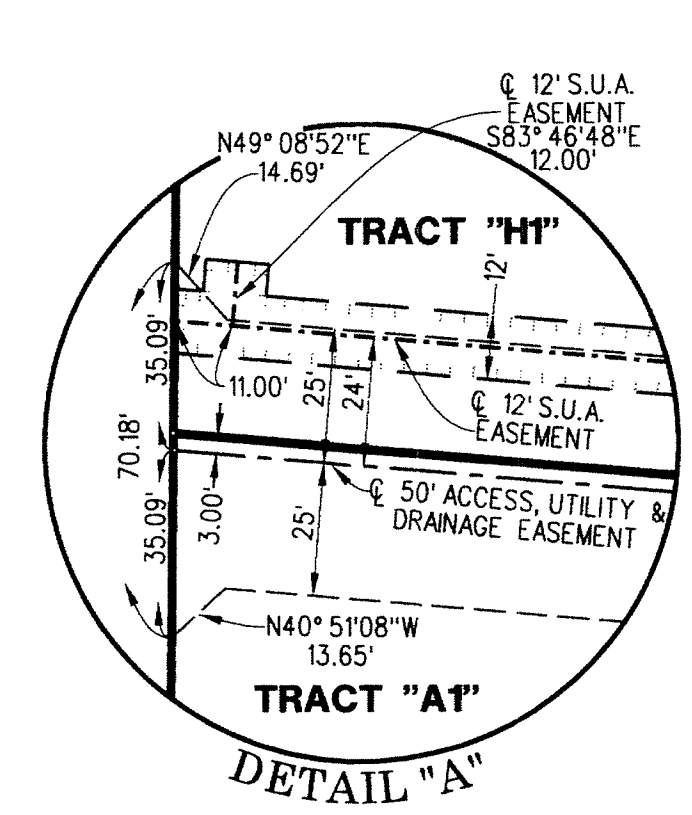 ℄ 12' S.U.A.
EASEMENT
S83° 46'48"E
12.00'
N49° 08'52"E
14.69'
TRACT "H1"
12'
35.09'
11.00'
25'
24'
℄ 12' S.U.A.
EASEMENT
70.18'
35.09'
3.00'
25'
℄ 50' ACCESS, UTILITY &
DRAINAGE EASEMENT
N40° 51'08"W
13.65'
TRACT "A1"
DETAIL "A"